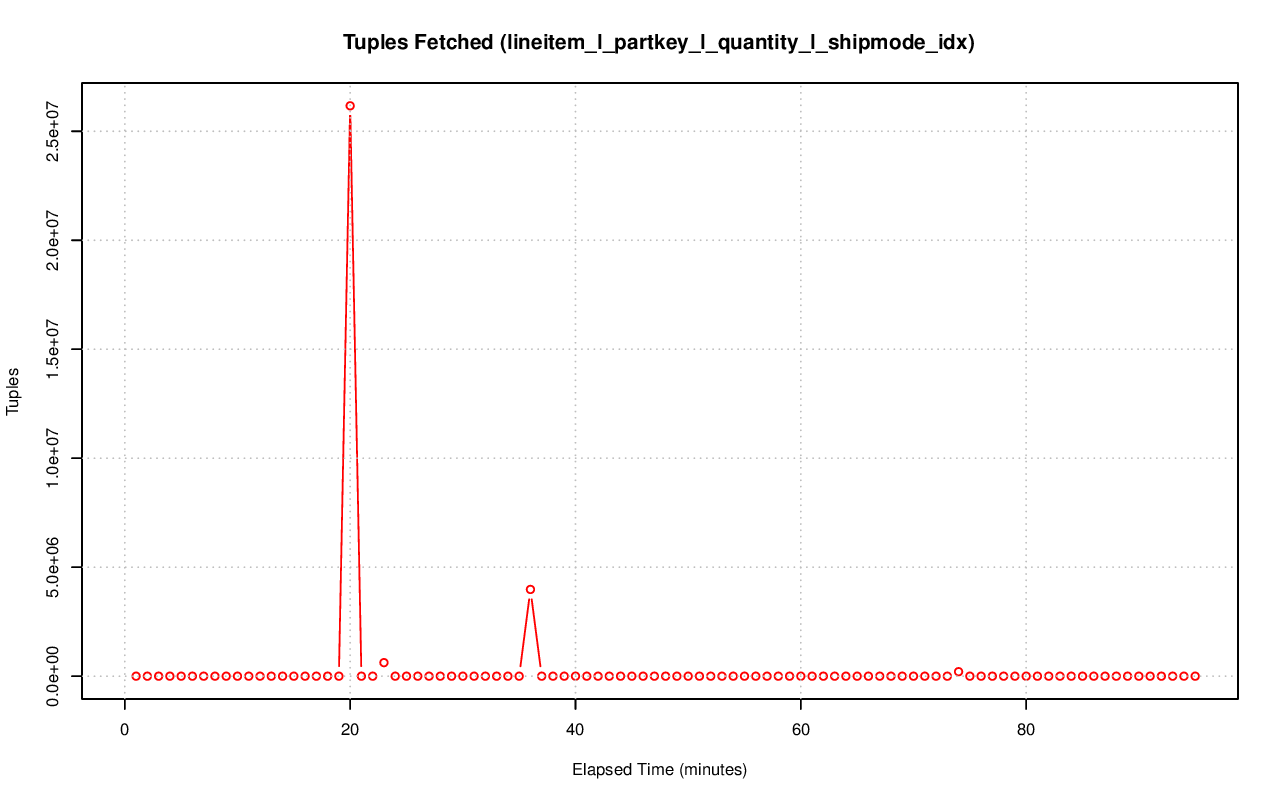 Tuples Fetched (lineitem_l_partkey_l_quantity_l_shipmode_idx)
2.5e+07
2.0e+07
1.5e+07
1.0e+07
5.0e+06
0.0e+00
Tuples
0 20 40 60 80
Elapsed Time (minutes)